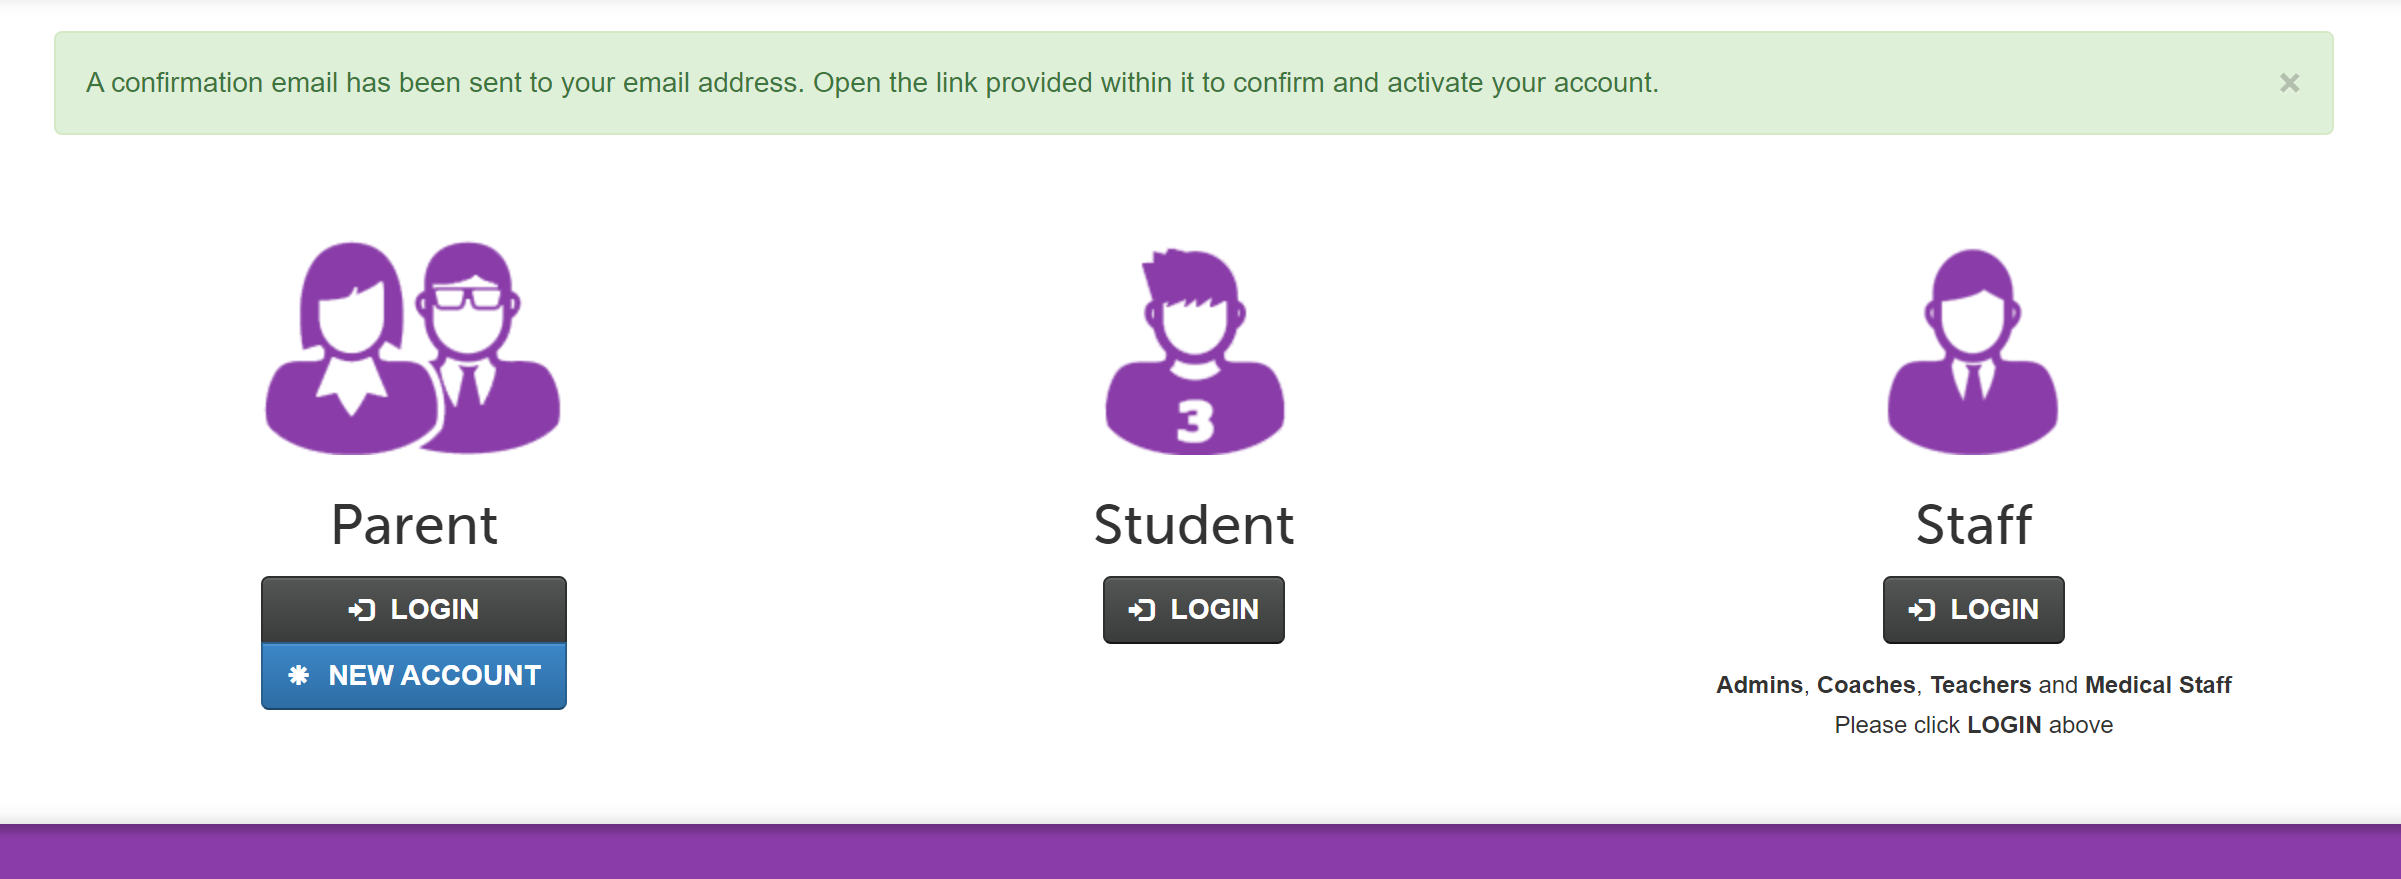 A confirmation email has been sent to your email address. Open the link provided within it to confirm and activate your account.
×
3
Parent
LOGIN
NEW ACCOUNT
Student
LOGIN
Staff
LOGIN
Admins, Coaches, Teachers and Medical Staff
Please click LOGIN above